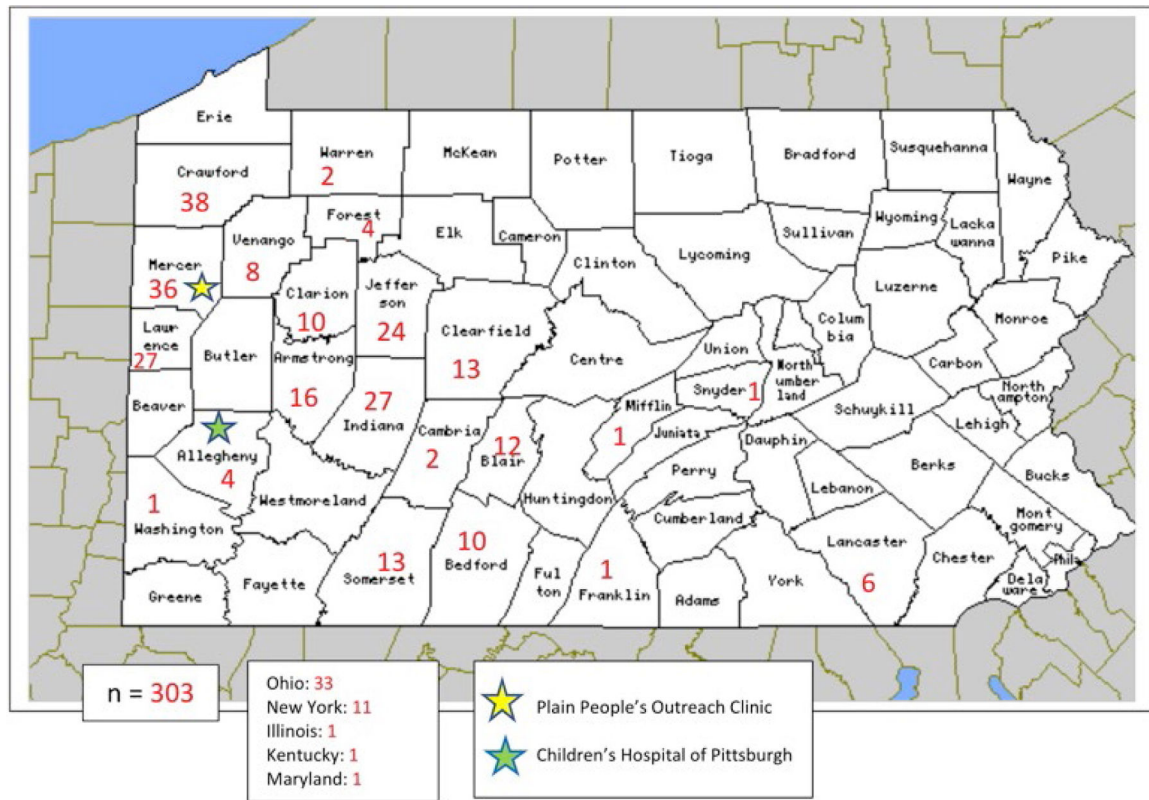 Erie
Crawford
38
Warren
2
McKean
Potter
Tioga
Bradford
Susquehanna
Wayne
Forest
4
Elk
Cameron
Venango
8
Mercer
36
Clarion
10
Jeffer
son
24
Clearfield
13
Clinton
Lycoming
Sullivan
Wyoming
Lacka
wanna
Pike
Luzerne
Monroe
Lawr
ence
27
Butler
Armstrong
16
27
Indiana
Centre
Union
Snyder
1
North
umber
land
Colum
bia
Carbon
North
ampton
Beaver
Allegheny
4
Cambria
2
12
Blair
Mifflin
1
Juniata
Schuykill
Lehigh
Bucks
Dauphin
Perry
Lebanon
Berks
1
Washington
Westmoreland
Huntingdon
Cumberland
Mont
gomery
Greene
Fayette
13
Somerset
10
Bedford
Ful
ton
1
Franklin
Adams
York
Lancaster
6
Chester
Dela
ware
Phila
n = 303
Ohio: 33
New York: 11
Illinois: 1
Kentucky: 1
Maryland: 1
Plain People’s Outreach Clinic
Children’s Hospital of Pittsburgh